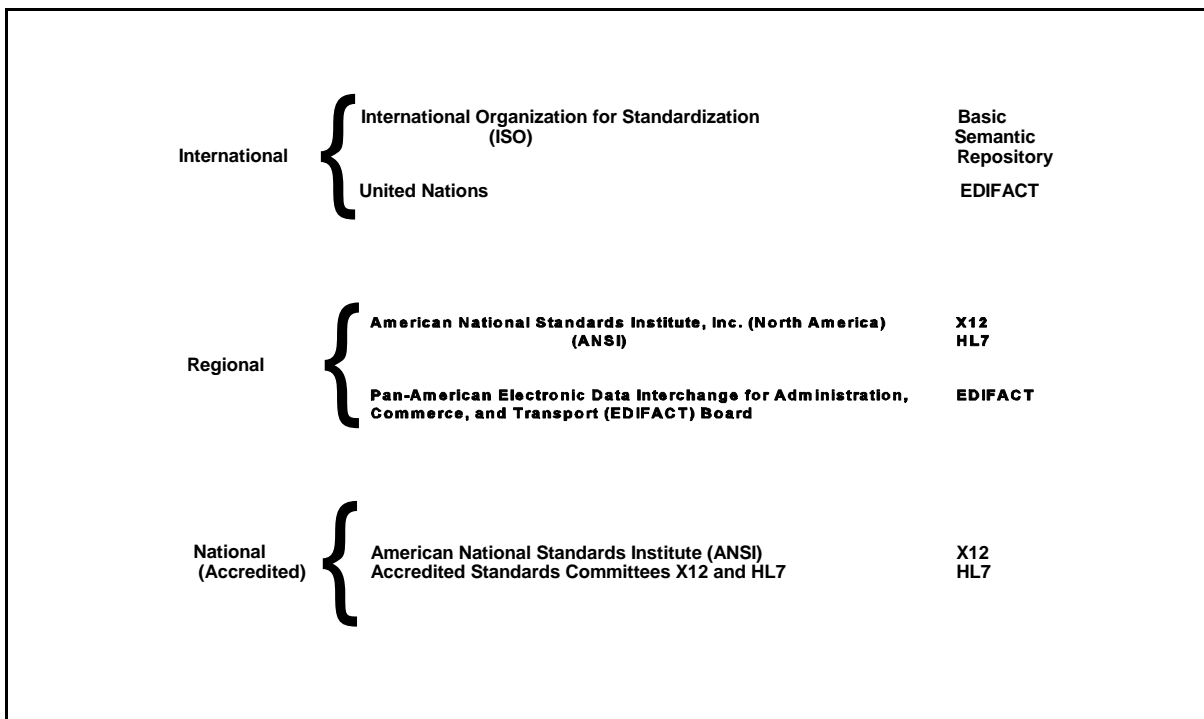 International Organization for Standardization
(ISO)
Basic
Semantic
Repository
International
United Nations
EDIFACT
American National Standards Institute, Inc. (North America)
(ANSI)
X12
HL7
Regional
Pan-American Electronic Data Interchange for Administration,
Commerce, and Transport (EDIFACT) Board
EDIFACT
National
(Accredited)
American National Standards Institute (ANSI)
Accredited Standards Committees X12 and HL7
X12
HL7